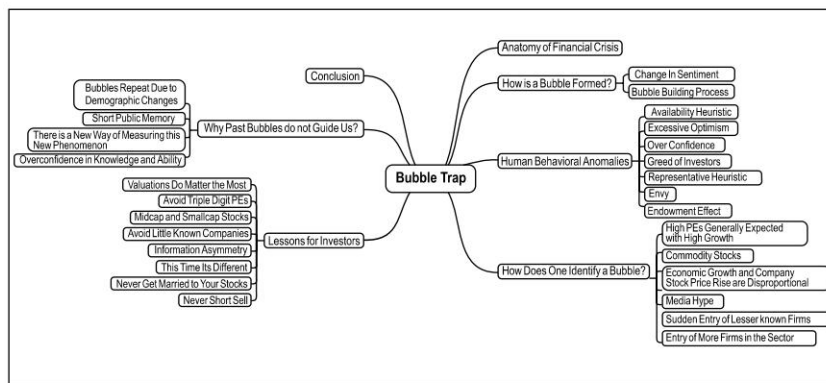 Bubble Trap
Anatomy of Financial Crisis
How is a Bubble Formed?
Change In Sentiment
Bubble Building Process
Human Behavioral Anomalies
Availability Heuristic
Excessive Optimism
Over Confidence
Greed of Investors
Representative Heuristic
Envy
Endowment Effect
How Does One Identify a Bubble?
High PEs Generally Expected
with High Growth
Commodity Stocks
Economic Growth and Company
Stock Price Rise are Disproportional
Media Hype
Sudden Entry of Lesser known Firms
Entry of More Firms in the Sector
Lessons for Investors
Valuations Do Matter the Most
Avoid Triple Digit PEs
Midcap and Smallcap Stocks
Avoid Little Known Companies
Information Asymmetry
This Time Its Different
Never Get Married to Your Stocks
Never Short Sell
Why Past Bubbles do not Guide Us?
Bubbles Repeat Due to
Demographic Changes
Short Public Memory
There is a New Way of Measuring this
New Phenomenon
Overconfidence in Knowledge and Ability
Conclusion